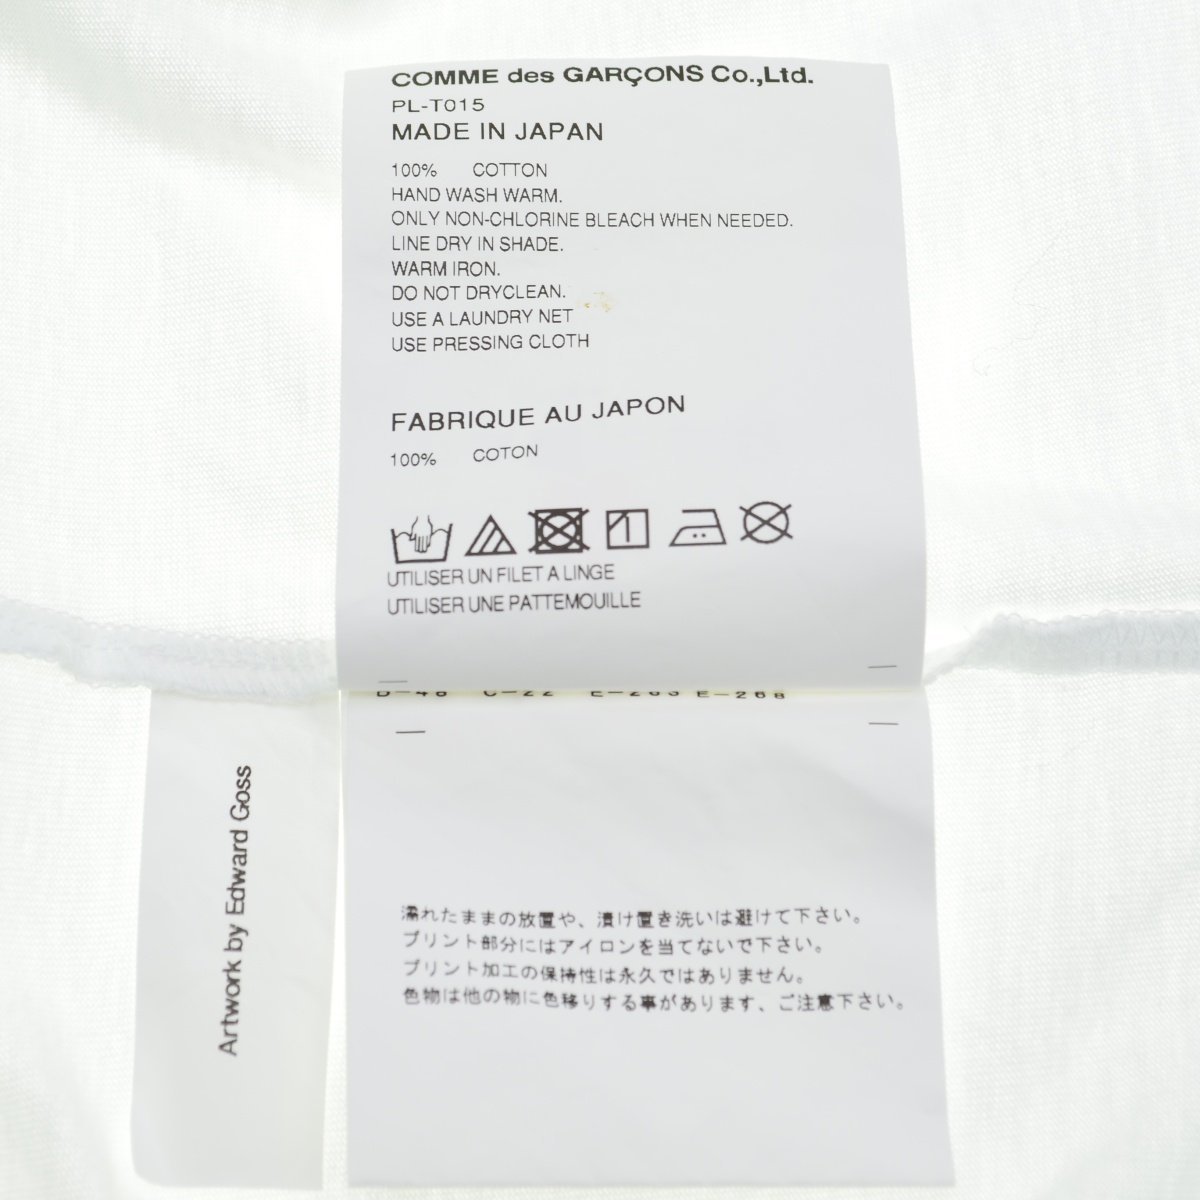 COMME des GARÇONS Co.,Ltd.
PL-T015
MADE IN JAPAN
100% COTTON
HAND WASH WARM.
ONLY NON-CHLORINE BLEACH WHEN NEEDED.
LINE DRY IN SHADE.
WARM IRON.
DO NOT DRYCLEAN.
USE A LAUNDRY NET
USE PRESSING CLOTH
FABRIQUE AU JAPON
100% COTON
UTILISER UN FILET A LINGE
UTILISER UNE PATTEMOUILLE
D-48 C-22 E-263 E-268
濡れたままの放置や、漬け置き洗いは避けて下さい。
プリント部分にはアイロンを当てないで下さい。
プリント加工の保持性は永久ではありません。
色物は他の物に色移りする事があります、ご注意下さい。
Artwork by Edward Goss